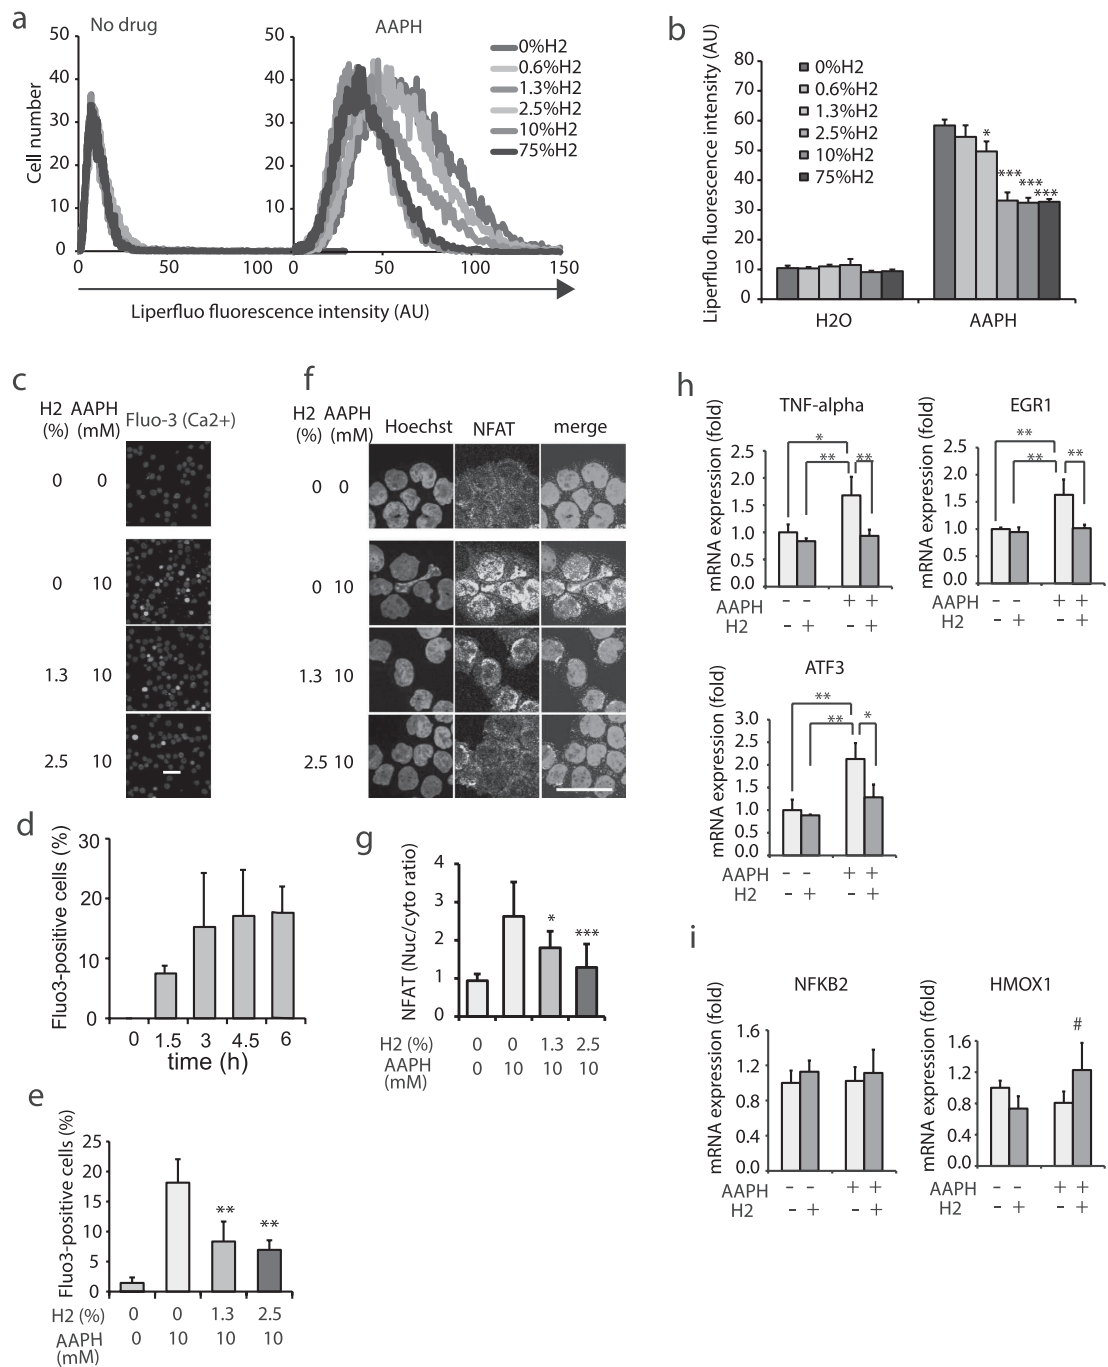 a
No drug
AAPH
50
40
30
20
10
0
Cell number
50
40
30
20
10
0%H2
0.6%H2
1.3%H2
2.5%H2
10%H2
75%H2
0 50 100 0 50 100 150
Liperfluo fluorescence intensity (AU)
b
Liperfluo fluorescence intensity (AU)
80
70
60
50
40
30
20
10
0
0%H2
0.6%H2
1.3%H2
2.5%H2
10%H2
75%H2
*
***
***
***
H2O AAPH
c
H2 (%)
AAPH (mM)
Fluo-3 (Ca2+)
0 0
0 10
1.3 10
2.5 10
d
Fluo3-positive cells (%)
30
20
10
0
0 1.5 3 4.5 6
time (h)
e
Fluo3-positive cells (%)
25
20
15
10
5
0
**
**
H2 (%) 0 0 1.3 2.5
AAPH (mM) 0 10 10 10
f
H2 (%)
AAPH (mM)
Hoechst NFAT merge
0 0
0 10
1.3 10
2.5 10
g
NFAT (Nuc/cyto ratio)
4
3
2
1
0
*
***
H2 (%) 0 0 1.3 2.5
AAPH (mM) 0 10 10 10
h
TNF-alpha
mRNA expression (fold)
2.5
2.0
1.5
1.0
0.5
0.0
*
** **
AAPH - - + +
H2 - + - +
EGR1
mRNA expression (fold)
2.5
2.0
1.5
1.0
0.5
0.0
**
** **
AAPH - - + +
H2 - + - +
ATF3
mRNA expression (fold)
3.0
2.5
2.0
1.5
1.0
0.5
0.0
**
** *
AAPH - - + +
H2 - + - +
i
NFKB2
mRNA expression (fold)
1.6
1.2
0.8
0.4
0.0
AAPH - - + +
H2 - + - +
HMOX1
mRNA expression (fold)
1.6
1.2
0.8
0.4
0.0
#
AAPH - - + +
H2 - + - +